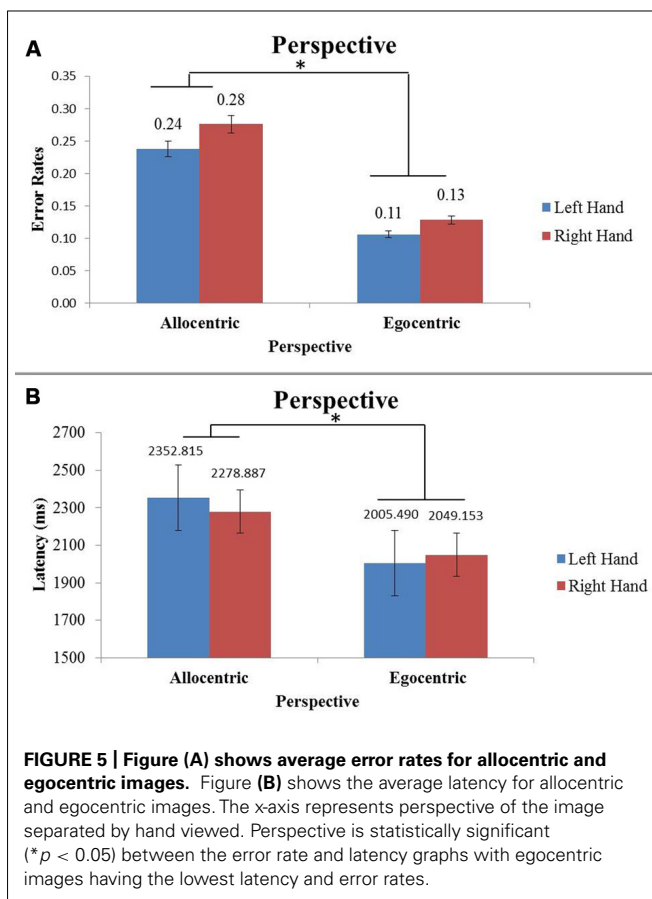 A
Perspective
*
0.35
0.30
0.25
0.20
0.15
0.10
0.05
0.00
Error Rates
0.24
0.28
0.11
0.13
Left Hand
Right Hand
Allocentric
Egocentric
Perspective
B
Perspective
*
2700
2500
2300
2100
1900
1700
1500
Latency (ms)
2352.815
2278.887
2005.490
2049.153
Left Hand
Right Hand
Allocentric
Egocentric
Perspective
FIGURE 5 | Figure (A) shows average error rates for allocentric and
egocentric images. Figure (B) shows the average latency for allocentric
and egocentric images. The x-axis represents perspective of the image
separated by hand viewed. Perspective is statistically significant
(*p < 0.05) between the error rate and latency graphs with egocentric
images having the lowest latency and error rates.